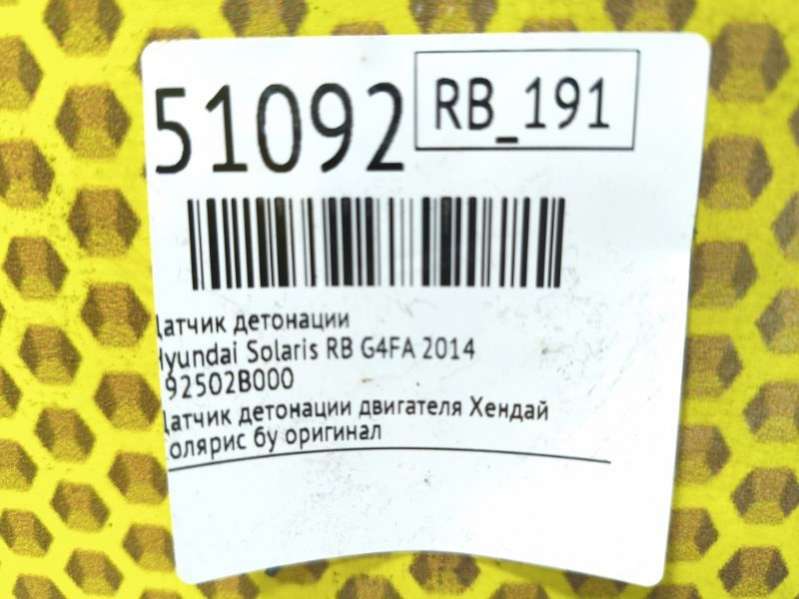 51092
RB_191
Датчик детонации
Hyundai Solaris RB G4FA 2014
92502B000
Датчик детонации двигателя Хендай
Солярис бу оригинал